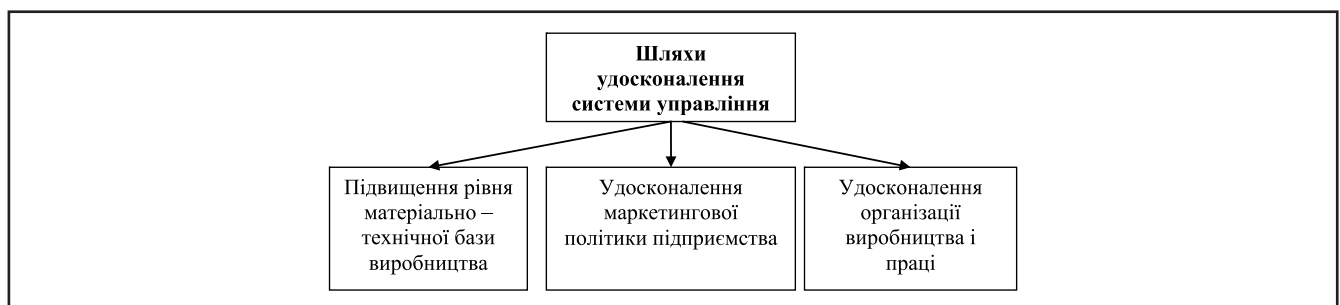 Шляхи
удосконалення
системи управління
Підвищення рівня
матеріально –
технічної бази
виробництва
Удосконалення
маркетингової
політики підприємства
Удосконалення
організації
виробництва і
праці